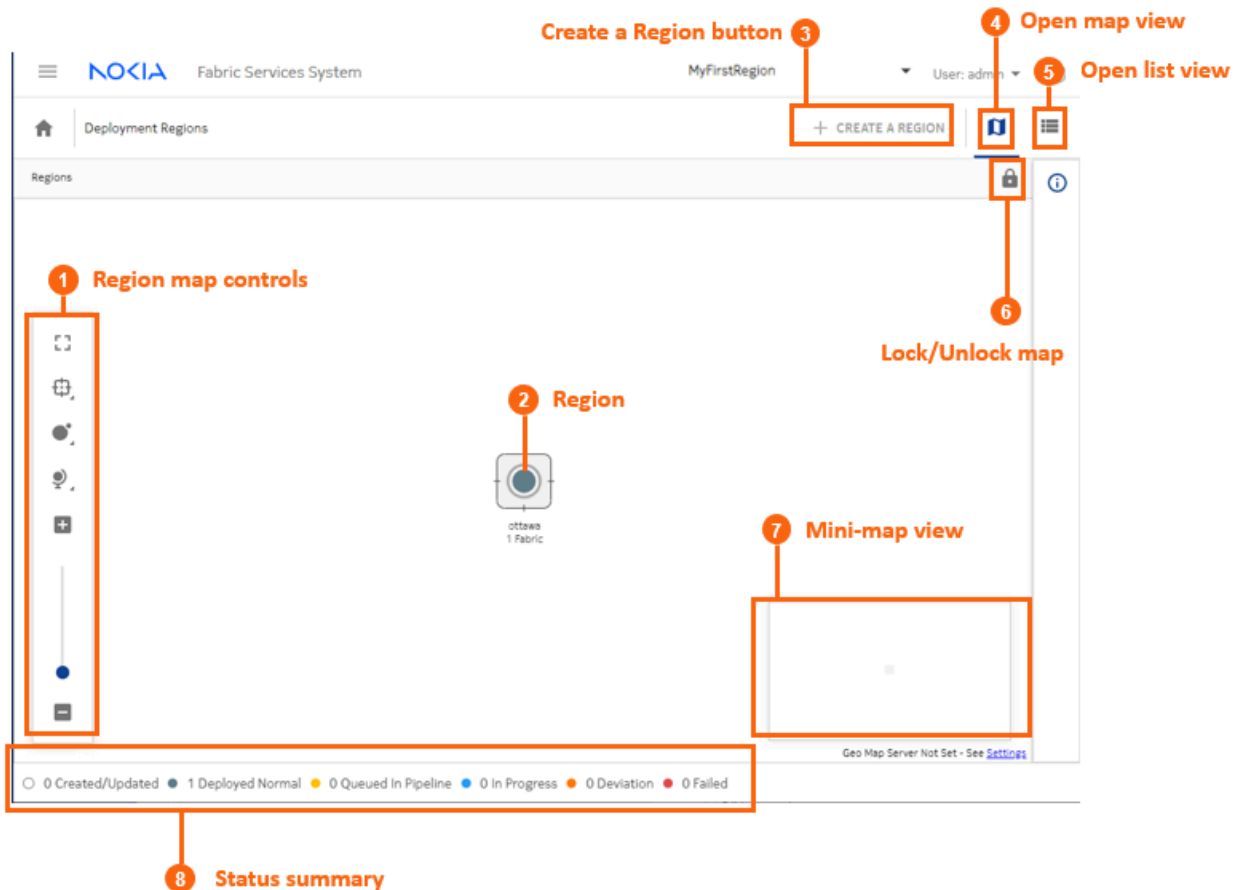 Create a Region button 3
4 Open map view
NOKIA Fabric Services System MyFirstRegion User: admin
5 Open list view
Deployment Regions + CREATE A REGION
Regions
1 Region map controls
6
Lock/Unlock map
2 Region
ottawa
1 Fabric
7 Mini-map view
Geo Map Server Not Set - See Settings
0 Created/Updated 1 Deployed Normal 0 Queued In Pipeline 0 In Progress 0 Deviation 0 Failed
8 Status summary